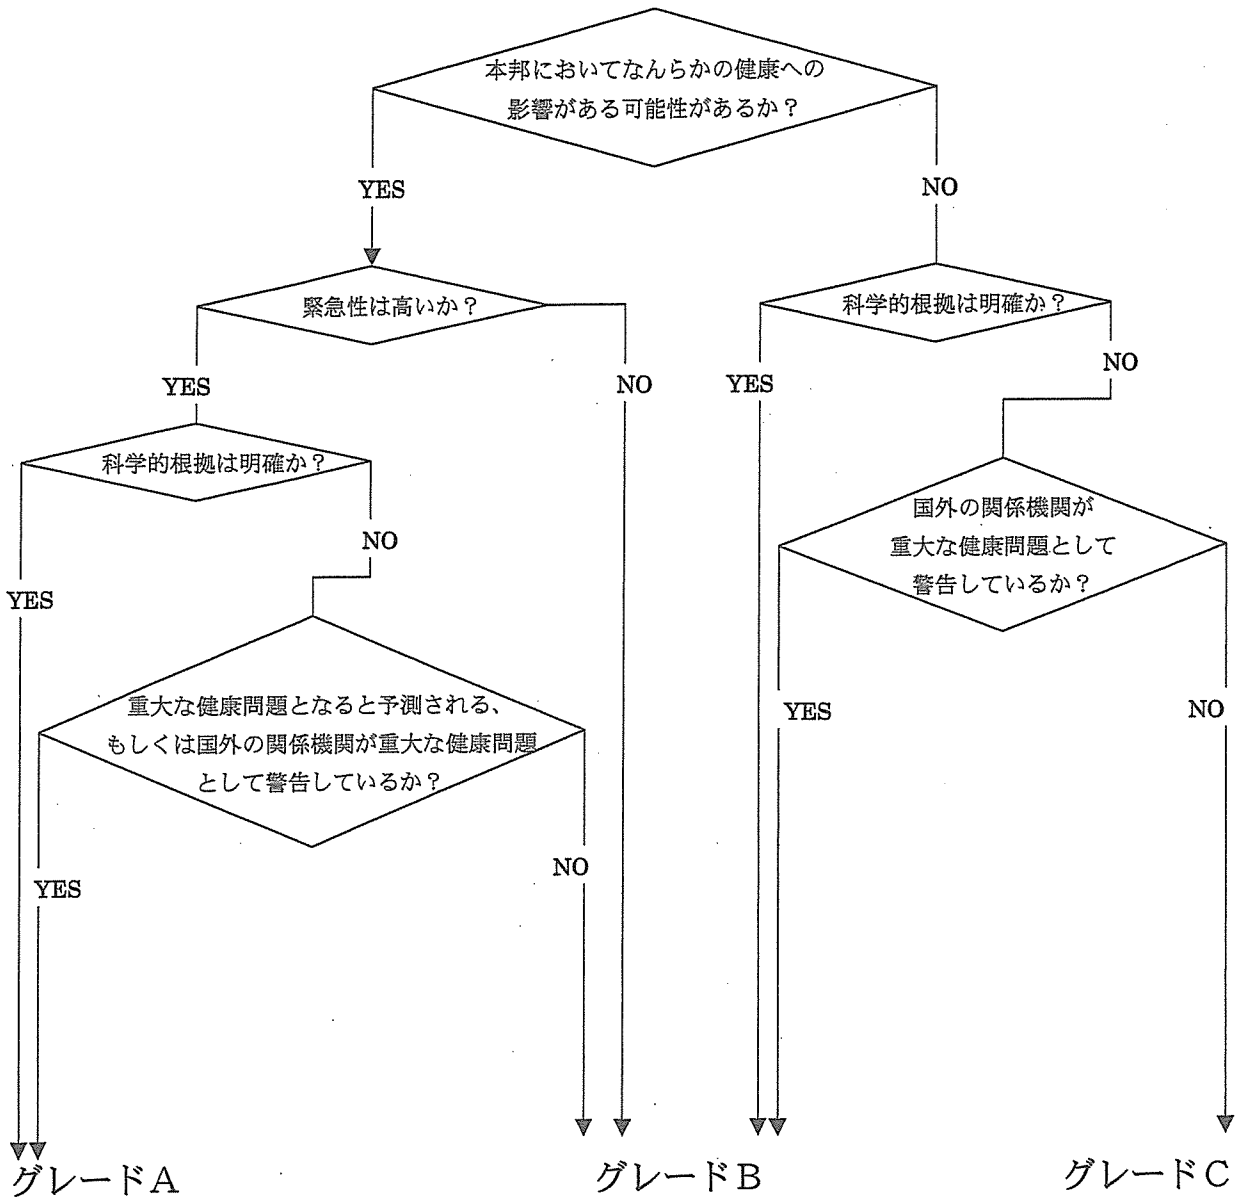 本邦においてなんらかの健康への
影響がある可能性があるか？
YES
NO
緊急性は高いか？
科学的根拠は明確か？
YES
NO
YES
NO
科学的根拠は明確か？
国外の関係機関が
重大な健康問題として
警告しているか？
NO
YES
重大な健康問題となると予測される、
もしくは国外の関係機関が重大な健康問題
として警告しているか？
YES
NO
YES
NO
グレードA
グレードB
グレードC